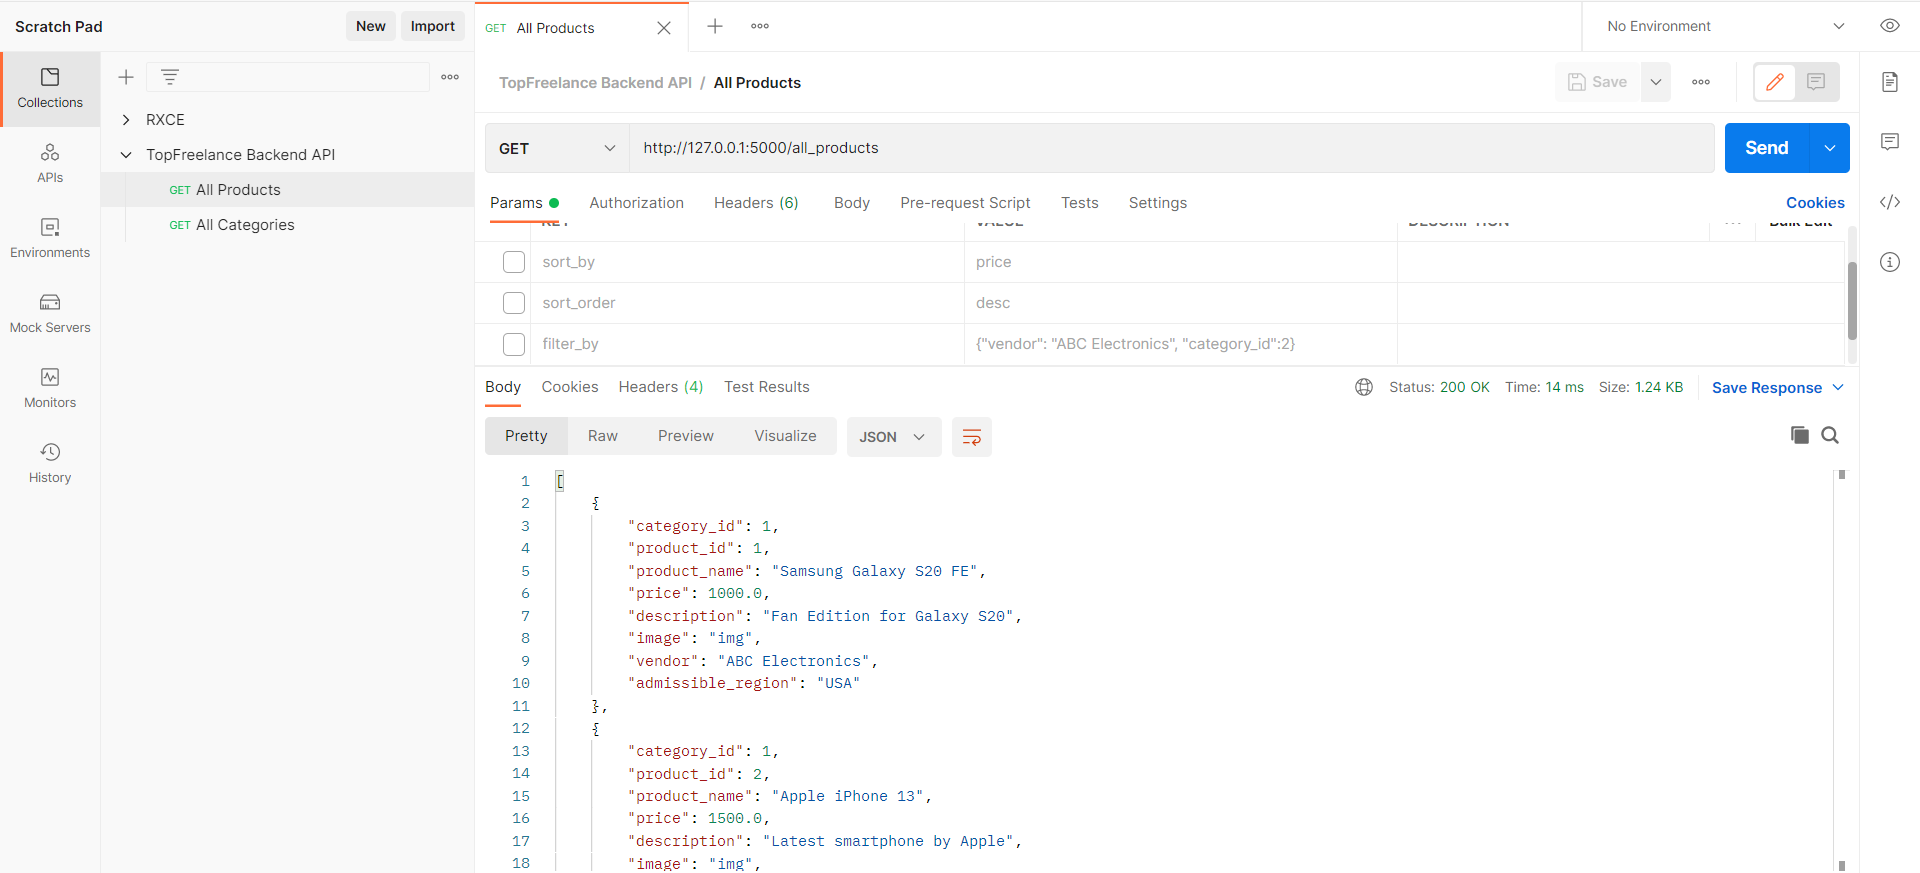 Scratch Pad
New
Import
GET All Products
No Environment
Collections
APIs
Environments
Mock Servers
Monitors
History
RXCE
TopFreelance Backend API
GET All Products
GET All Categories
TopFreelance Backend API / All Products
Save
GET
http://127.0.0.1:5000/all_products
Send
Params
Authorization
Headers (6)
Body
Pre-request Script
Tests
Settings
Cookies
KEY VALUE DESCRIPTION Bulk Edit
sort_by price
sort_order desc
filter_by {"vendor": "ABC Electronics", "category_id":2}
Body Cookies Headers (4) Test Results
Status: 200 OK Time: 14 ms Size: 1.24 KB Save Response
Pretty Raw Preview Visualize JSON
1 [
2 {
3 "category_id": 1,
4 "product_id": 1,
5 "product_name": "Samsung Galaxy S20 FE",
6 "price": 1000.0,
7 "description": "Fan Edition for Galaxy S20",
8 "image": "img",
9 "vendor": "ABC Electronics",
10 "admissible_region": "USA"
11 },
12 {
13 "category_id": 1,
14 "product_id": 2,
15 "product_name": "Apple iPhone 13",
16 "price": 1500.0,
17 "description": "Latest smartphone by Apple",
18 "image": "img",